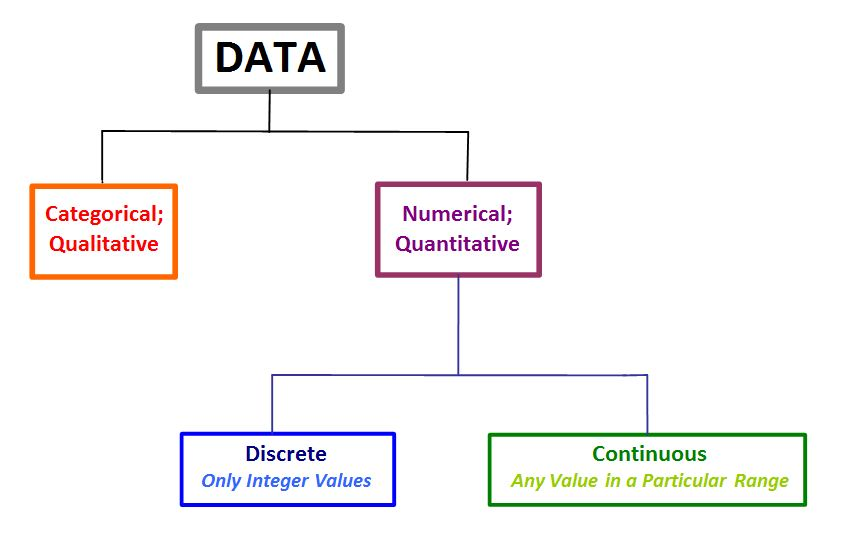 DATA
Categorical;
Qualitative
Numerical;
Quantitative
Discrete
Only Integer Values
Continuous
Any Value in a Particular Range